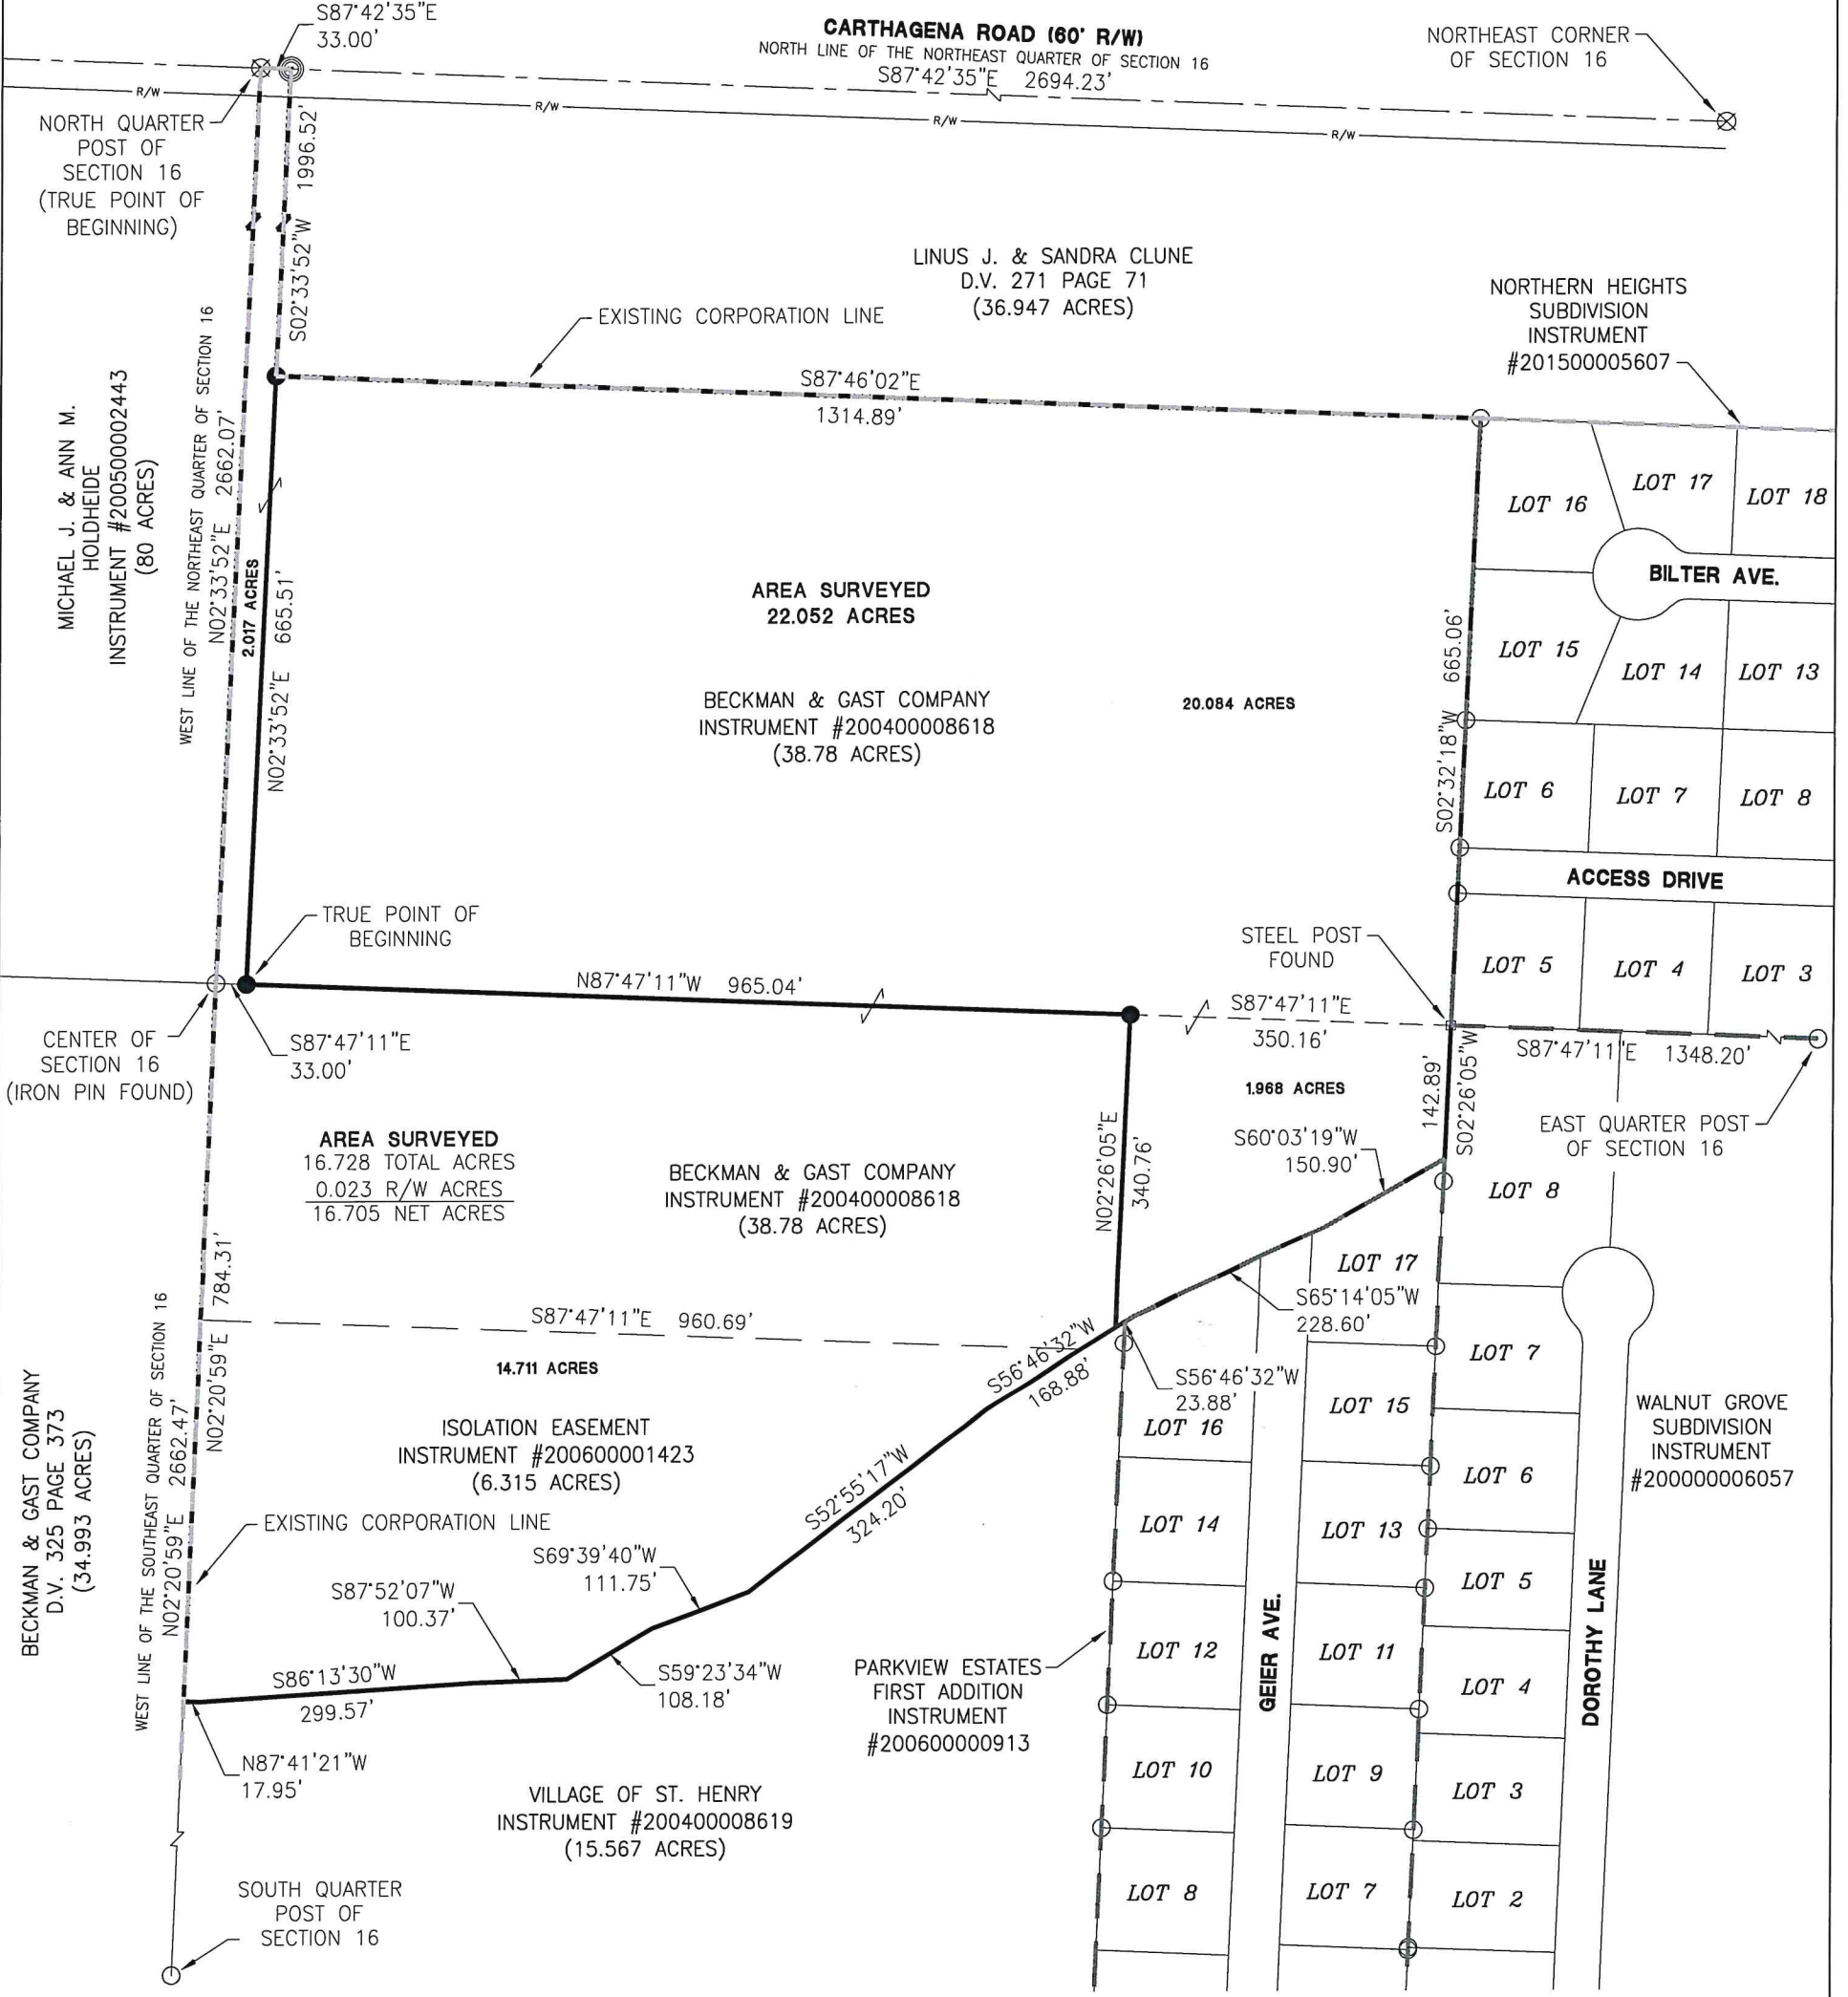 S87°42'35"E
33.00'
CARTHAGENA ROAD (60' R/W)
NORTH LINE OF THE NORTHEAST QUARTER OF SECTION 16
S87°42'35"E 2694.23'
NORTHEAST CORNER
OF SECTION 16
R/W
R/W
R/W
R/W
NORTH QUARTER
POST OF
SECTION 16
(TRUE POINT OF
BEGINNING)
1996.52'
S02°33'52"W
LINUS J. & SANDRA CLUNE
D.V. 271 PAGE 71
(36.947 ACRES)
NORTHERN HEIGHTS
SUBDIVISION
INSTRUMENT
#201500005607
EXISTING CORPORATION LINE
S87°46'02"E
1314.89'
MICHAEL J. & ANN M.
HOLDHEIDE
INSTRUMENT #200500002443
(80 ACRES)
WEST LINE OF THE NORTHEAST QUARTER OF SECTION 16
N02°33'52"E 2662.07'
2.017 ACRES
N02°33'52"E 665.51'
LOT 16
LOT 17
LOT 18
BILTER AVE.
AREA SURVEYED
22.052 ACRES
BECKMAN & GAST COMPANY
INSTRUMENT #200400008618
(38.78 ACRES)
20.084 ACRES
665.06'
S02°32'18"W
LOT 15
LOT 14
LOT 13
LOT 6
LOT 7
LOT 8
ACCESS DRIVE
LOT 5
LOT 4
LOT 3
TRUE POINT OF
BEGINNING
STEEL POST
FOUND
N87°47'11"W 965.04'
S87°47'11"E
350.16'
S87°47'11"E 1348.20'
CENTER OF
SECTION 16
(IRON PIN FOUND)
S87°47'11"E
33.00'
1.968 ACRES
142.89'
S02°26'05"W
EAST QUARTER POST
OF SECTION 16
AREA SURVEYED
16.728 TOTAL ACRES
0.023 R/W ACRES
16.705 NET ACRES
BECKMAN & GAST COMPANY
INSTRUMENT #200400008618
(38.78 ACRES)
N02°26'05"E
340.76'
S60°03'19"W
150.90'
LOT 8
LOT 17
S65°14'05"W
228.60'
784.31'
N02°20'59"E
S87°47'11"E 960.69'
14.711 ACRES
S56°46'32"W
168.88'
S56°46'32"W
23.88'
LOT 7
BECKMAN & GAST COMPANY
D.V. 325 PAGE 373
(34.993 ACRES)
WEST LINE OF THE SOUTHEAST QUARTER OF SECTION 16
N02°20'59"E 2662.47'
ISOLATION EASEMENT
INSTRUMENT #200600001423
(6.315 ACRES)
LOT 16
LOT 15
WALNUT GROVE
SUBDIVISION
INSTRUMENT
#200000006057
LOT 6
S52°55'17"W
324.20'
EXISTING CORPORATION LINE
S69°39'40"W
111.75'
S87°52'07"W
100.37'
LOT 14
LOT 13
LOT 5
S86°13'30"W
299.57'
S59°23'34"W
108.18'
PARKVIEW ESTATES
FIRST ADDITION
INSTRUMENT
#200600000913
LOT 12
GEIER AVE.
LOT 11
LOT 4
DOROTHY LANE
N87°41'21"W
17.95'
LOT 10
LOT 9
LOT 3
VILLAGE OF ST. HENRY
INSTRUMENT #200400008619
(15.567 ACRES)
SOUTH QUARTER
POST OF
SECTION 16
LOT 8
LOT 7
LOT 2